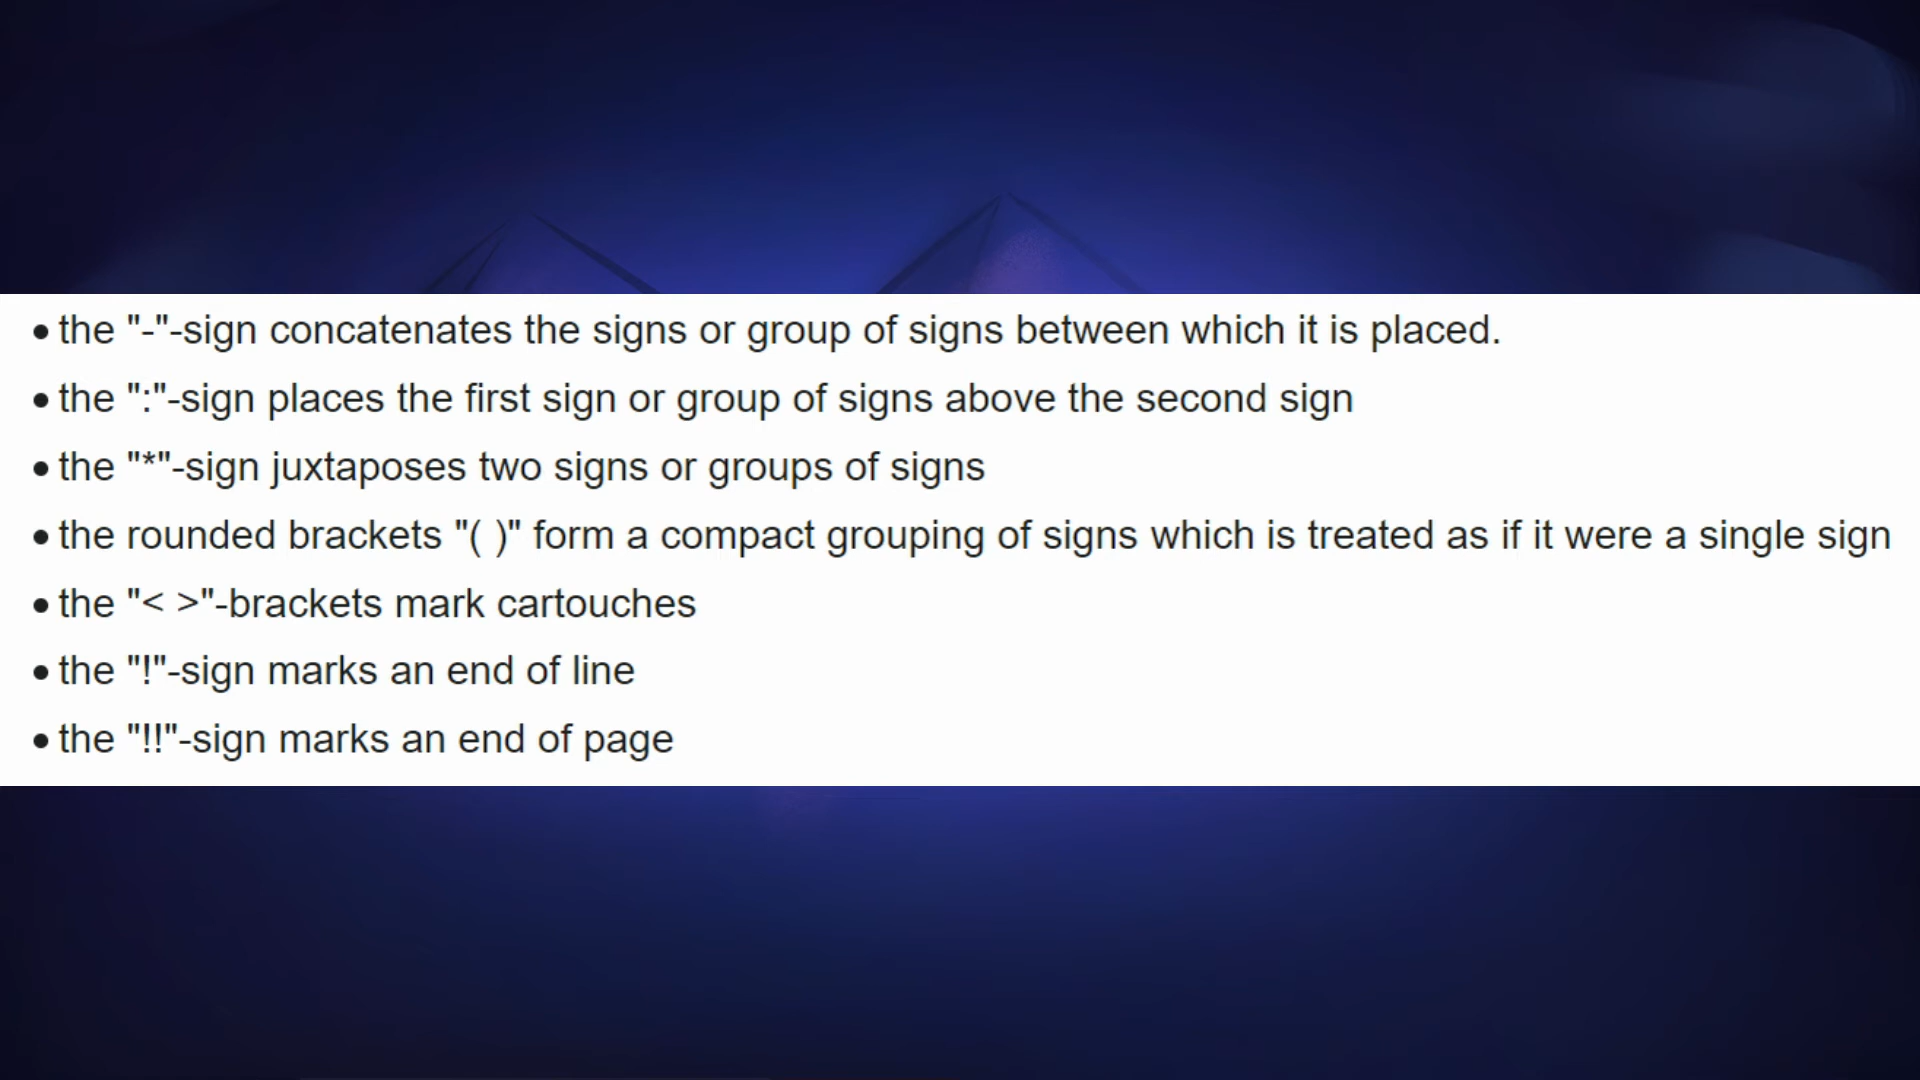 • the "-"-sign concatenates the signs or group of signs between which it is placed.
• the ":"-sign places the first sign or group of signs above the second sign
• the "*"-sign juxtaposes two signs or groups of signs
• the rounded brackets "( )" form a compact grouping of signs which is treated as if it were a single sign
• the "< >"-brackets mark cartouches
• the "!"-sign marks an end of line
• the "!!"-sign marks an end of page